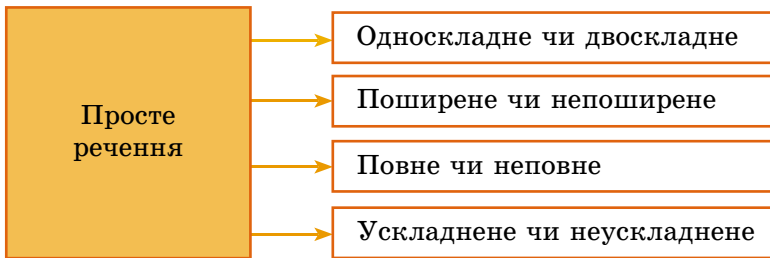 Просте
речення
Односкладне чи двоскладне
Поширене чи непоширене
Повне чи неповне
Ускладнене чи неускладнене